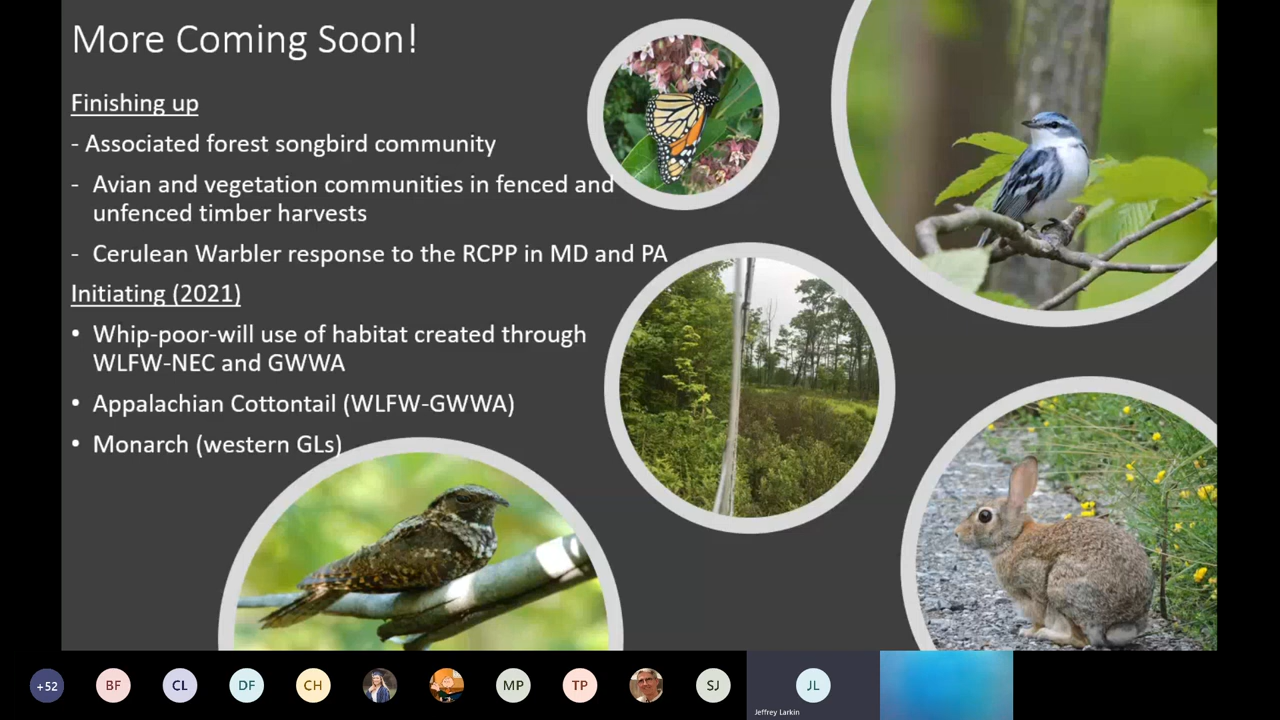 More Coming Soon!
Finishing up
- Associated forest songbird community
- Avian and vegetation communities in fenced and
unfenced timber harvests
- Cerulean Warbler response to the RCPP in MD and PA
Initiating (2021)
• Whip-poor-will use of habitat created through
WLFW-NEC and GWWA
• Appalachian Cottontail (WLFW-GWWA)
• Monarch (western GLs)
+52 BF CL DF CH MP TP SJ JL
Jeffrey Larkin